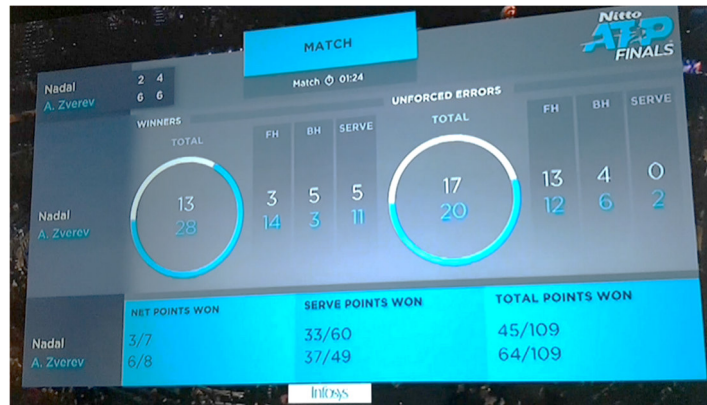 Nitto
ATP
FINALS
MATCH
Match 01:24
Nadal 2 4
A. Zverev 6 6
WINNERS
TOTAL FH BH SERVE
UNFORCED ERRORS
TOTAL FH BH SERVE
Nadal 13 3 5 5 17 13 4 0
A. Zverev 28 14 3 11 20 12 6 2
NET POINTS WON SERVE POINTS WON TOTAL POINTS WON
Nadal 3/7 33/60 45/109
A. Zverev 6/8 37/49 64/109
Infosys